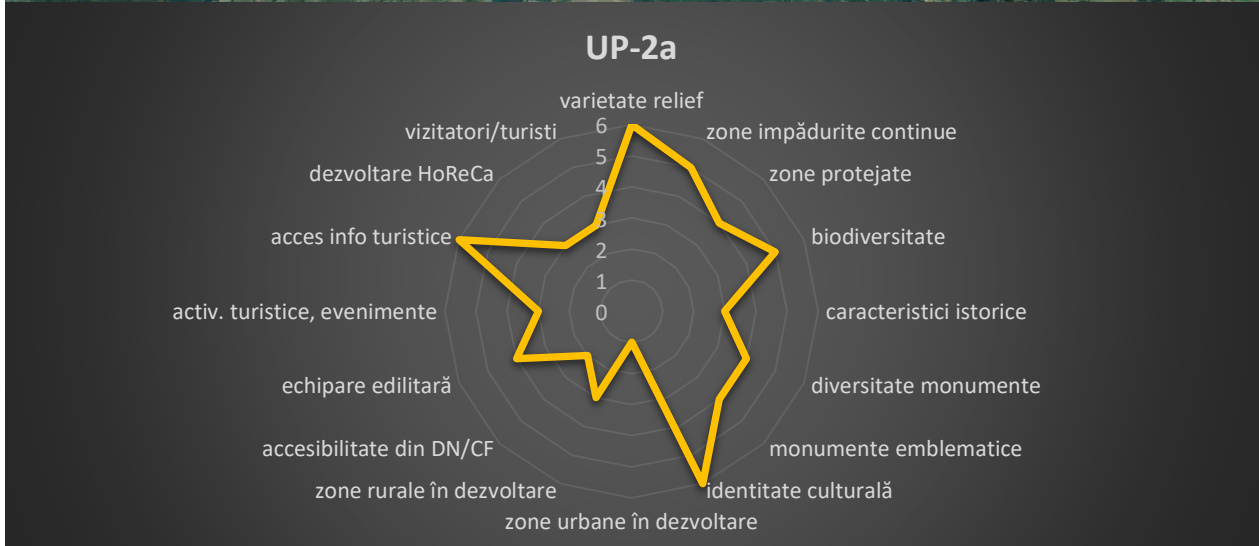 UP-2a
varietate relief
zone impădurite continue
zone protejate
biodiversitate
caracteristici istorice
diversitate monumente
monumente emblematice
identitate culturală
zone urbane în dezvoltare
zone rurale în dezvoltare
accesibilitate din DN/CF
echipare edilitară
activ. turistice, evenimente
acces info turistice
dezvoltare HoReCa
vizitatori/turisti
6
5
4
3
2
1
0